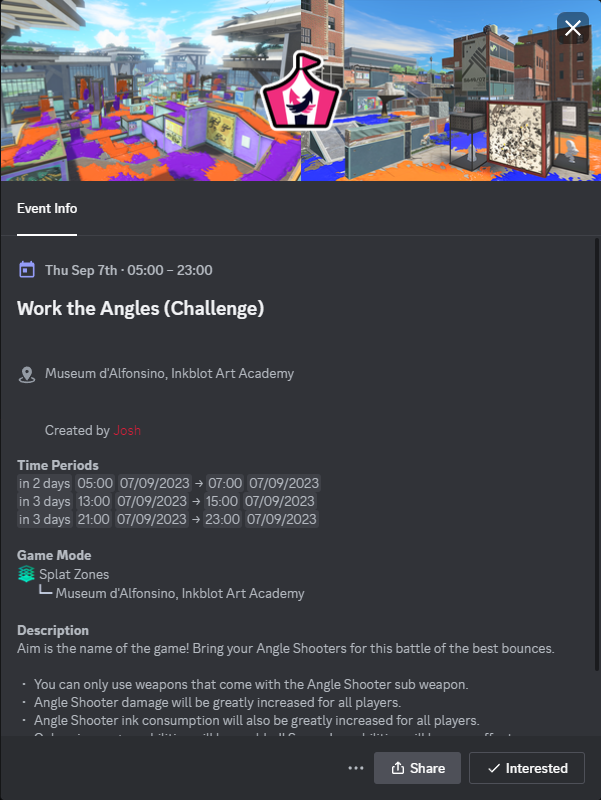 Event Info
Thu Sep 7th · 05:00 – 23:00
Work the Angles (Challenge)
Museum d'Alfonsino, Inkblot Art Academy
Created by Josh
Time Periods
in 2 days 05:00 07/09/2023 → 07:00 07/09/2023
in 3 days 13:00 07/09/2023 → 15:00 07/09/2023
in 3 days 21:00 07/09/2023 → 23:00 07/09/2023
Game Mode
Splat Zones
Museum d'Alfonsino, Inkblot Art Academy
Description
Aim is the name of the game! Bring your Angle Shooters for this battle of the best bounces.
· You can only use weapons that come with the Angle Shooter sub weapon.
· Angle Shooter damage will be greatly increased for all players.
· Angle Shooter ink consumption will also be greatly increased for all players.
Share
Interested